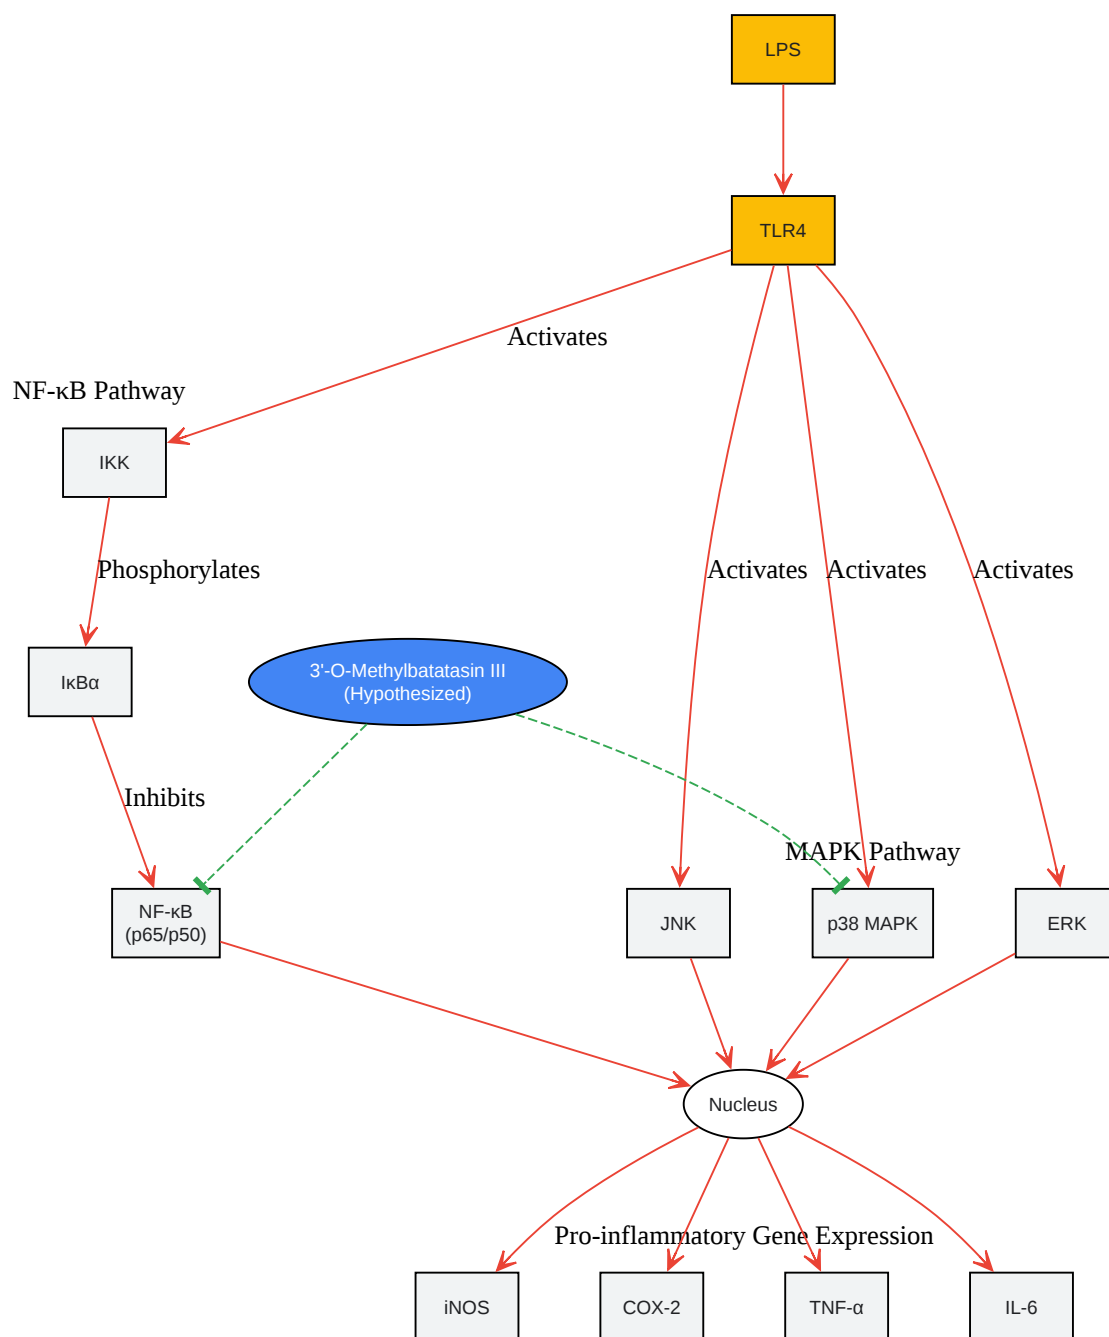 LPS
TLR4
Activates
NF-κB Pathway
IKK
Phosphorylates
Activates
Activates
Activates
IκBα
3'-O-Methylbatatasin III
(Hypothesized)
Inhibits
MAPK Pathway
NF-κB
(p65/p50)
JNK
p38 MAPK
ERK
Nucleus
Pro-inflammatory Gene Expression
iNOS
COX-2
TNF-α
IL-6